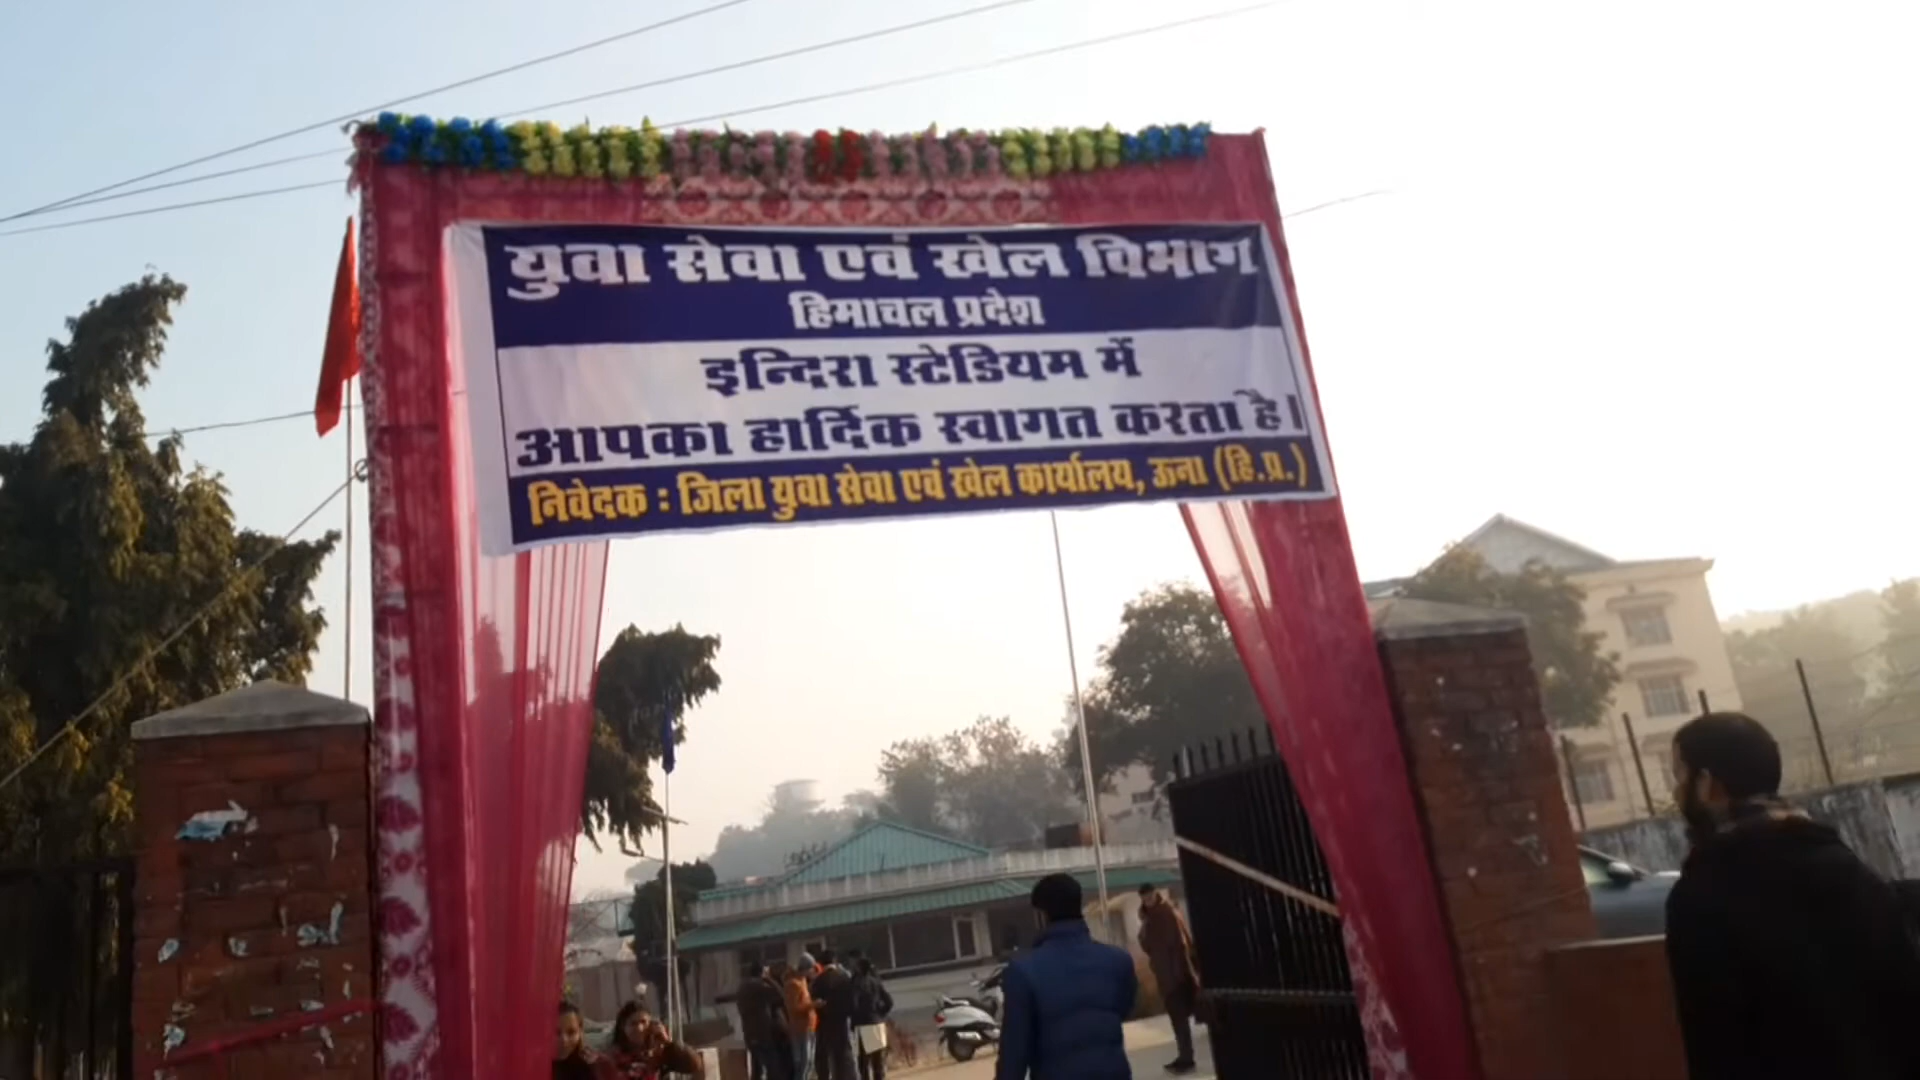 युवा सेवा एवं खेल विभाग
हिमाचल प्रदेश
इन्दिरा स्टेडियम में
आपका हार्दिक स्वागत करता है।
निवेदक : जिला युवा सेवा एवं खेल कार्यालय, ऊना (हि.प्र.)